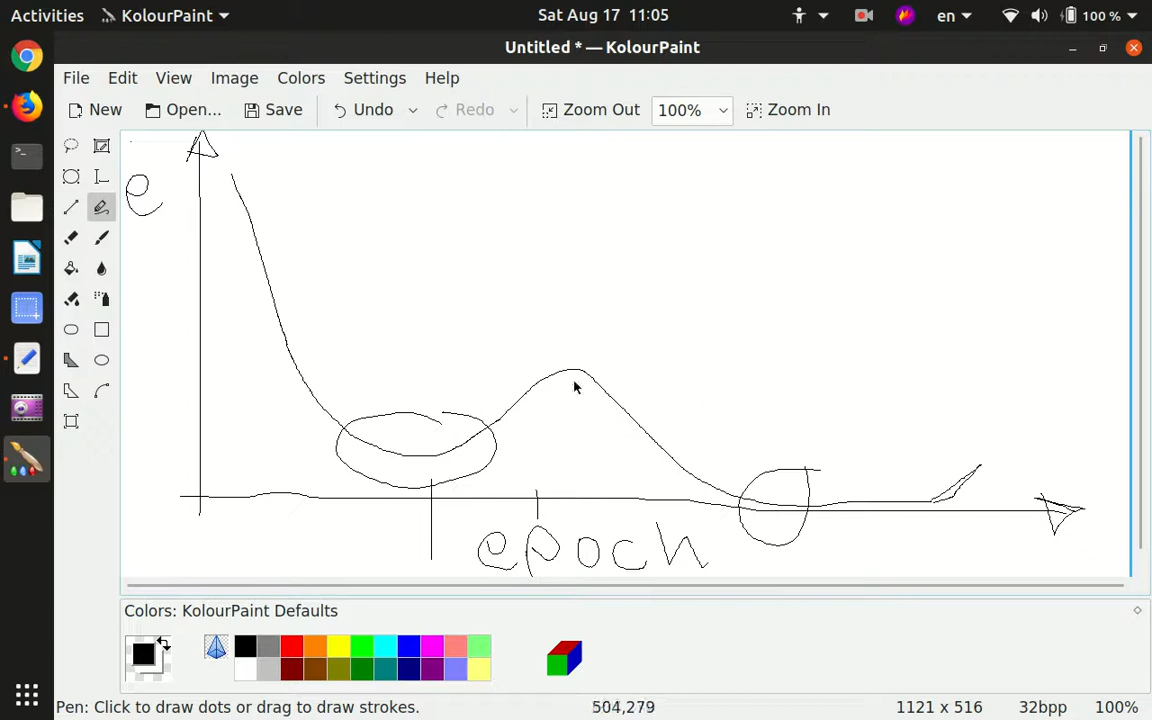 Activities KolourPaint Sat Aug 17 11:05 en 100 %
Untitled * — KolourPaint
File Edit View Image Colors Settings Help
New Open... Save Undo Redo Zoom Out 100% Zoom In
e
epoch
Colors: KolourPaint Defaults
Pen: Click to draw dots or drag to draw strokes. 504,279 1121 x 516 32bpp 100%